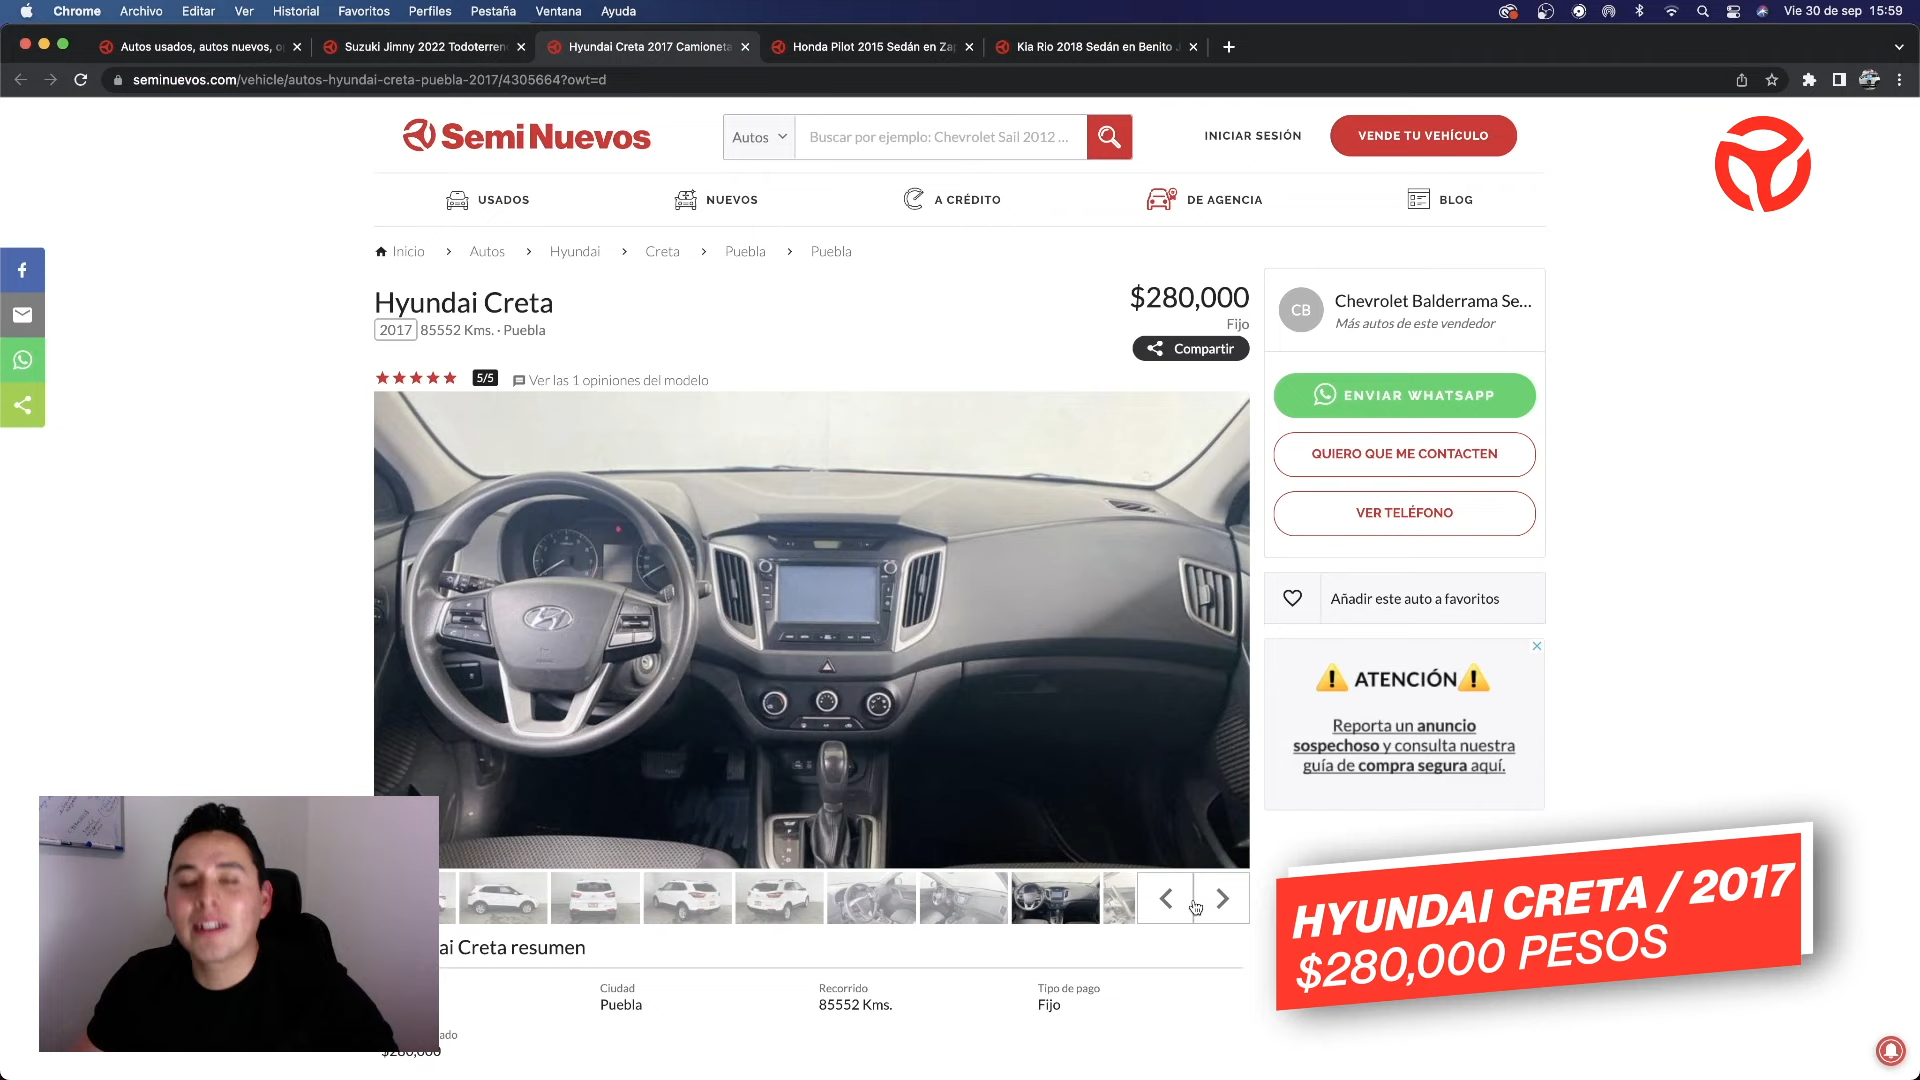 Chrome Archivo Editar Ver Historial Favoritos Perfiles Pestaña Ventana Ayuda Vie 30 de sep 15:59
Autos usados, autos nuevos, o Suzuki Jimny 2022 Todoterren Hyundai Creta 2017 Camioneta Honda Pilot 2015 Sedán en Zap Kia Rio 2018 Sedán en Benito J
seminuevos.com/vehicle/autos-hyundai-creta-puebla-2017/4305664?owt=d
SemiNuevos
Autos
Buscar por ejemplo: Chevrolet Sail 2012 ...
INICIAR SESIÓN
VENDE TU VEHÍCULO
USADOS NUEVOS A CRÉDITO DE AGENCIA BLOG
Inicio > Autos > Hyundai > Creta > Puebla > Puebla
Hyundai Creta
2017 85552 Kms. · Puebla
$280,000
Fijo
Compartir
5/5 Ver las 1 opiniones del modelo
CB
Chevrolet Balderrama Se...
Más autos de este vendedor
ENVIAR WHATSAPP
QUIERO QUE ME CONTACTEN
VER TELÉFONO
Añadir este auto a favoritos
ATENCIÓN
Reporta un anuncio
sospechoso y consulta nuestra
guía de compra segura aquí.
ai Creta resumen
Ciudad
Puebla
Recorrido
85552 Kms.
Tipo de pago
Fijo
ado
$280,000
HYUNDAI CRETA / 2017
$280,000 PESOS